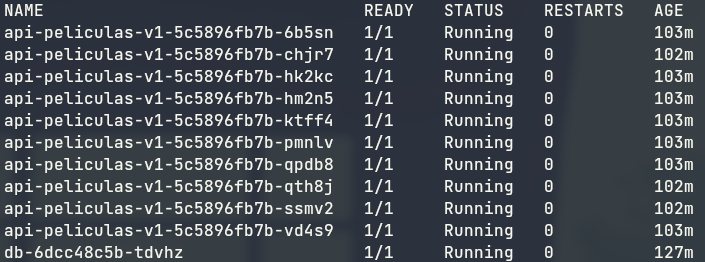 NAME READY STATUS RESTARTS AGE
api-peliculas-v1-5c5896fb7b-6b5sn 1/1 Running 0 103m
api-peliculas-v1-5c5896fb7b-chjr7 1/1 Running 0 102m
api-peliculas-v1-5c5896fb7b-hk2kc 1/1 Running 0 103m
api-peliculas-v1-5c5896fb7b-hm2n5 1/1 Running 0 103m
api-peliculas-v1-5c5896fb7b-ktff4 1/1 Running 0 103m
api-peliculas-v1-5c5896fb7b-pmnlv 1/1 Running 0 103m
api-peliculas-v1-5c5896fb7b-qpdb8 1/1 Running 0 103m
api-peliculas-v1-5c5896fb7b-qth8j 1/1 Running 0 102m
api-peliculas-v1-5c5896fb7b-ssmv2 1/1 Running 0 102m
api-peliculas-v1-5c5896fb7b-vd4s9 1/1 Running 0 103m
db-6dcc48c5b-tdvhz 1/1 Running 0 127m